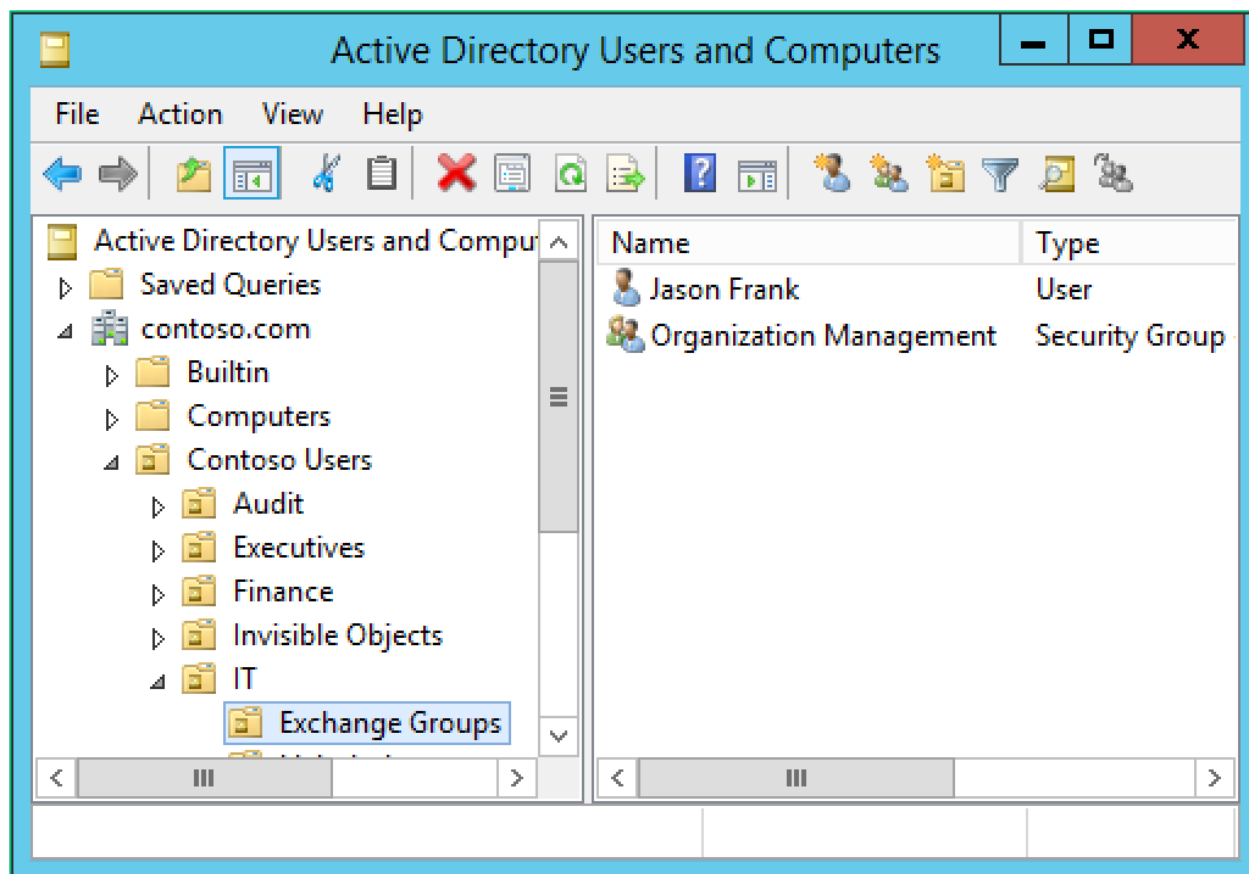 Active Directory Users and Computers
File Action View Help
Active Directory Users and Comput
Saved Queries
contoso.com
Builtin
Computers
Contoso Users
Audit
Executives
Finance
Invisible Objects
IT
Exchange Groups
Name Type
Jason Frank User
Organization Management Security Group